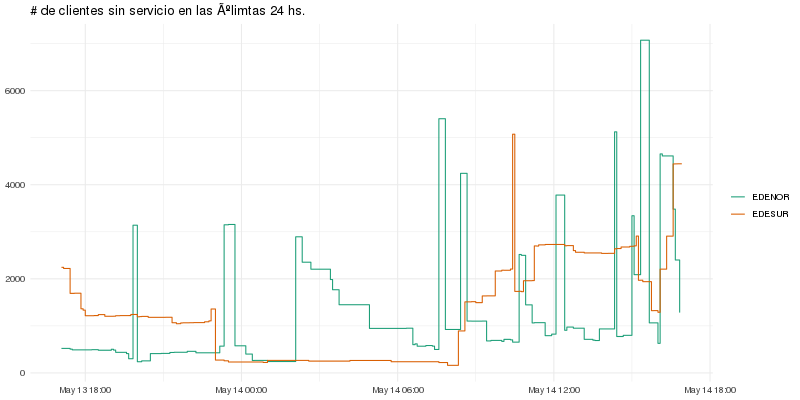 # de clientes sin servicio en las Ãºlimtas 24 hs.
6000
4000
2000
0
May 13 18:00
May 14 00:00
May 14 06:00
May 14 12:00
May 14 18:00
EDENOR
EDESUR